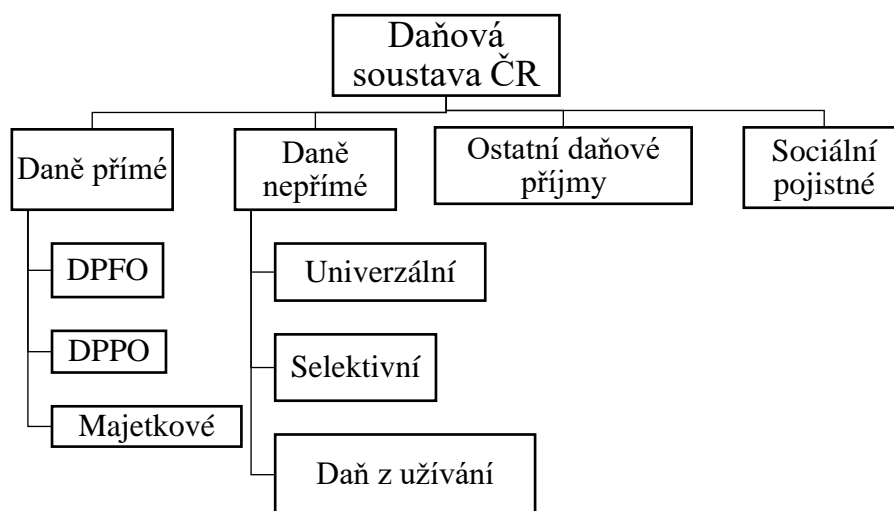 Daňová
soustava ČR
Daně přímé
Daně
nepřímé
Ostatní daňové
příjmy
Sociální
pojistné
DPFO
DPPO
Majetkové
Univerzální
Selektivní
Daň z užívání